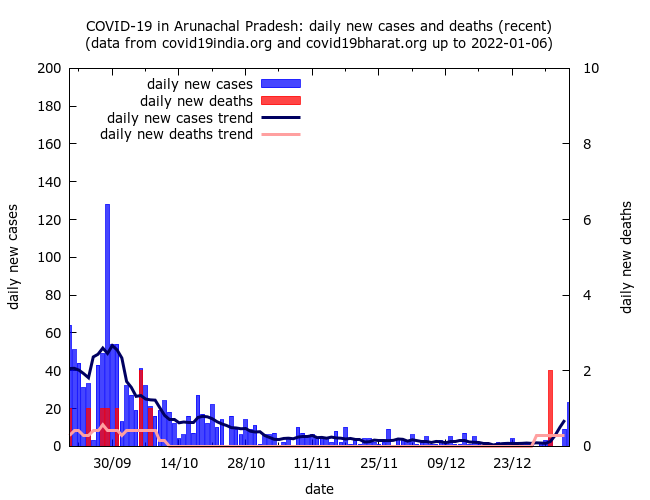 COVID-19 in Arunachal Pradesh: daily new cases and deaths (recent)
(data from covid19india.org and covid19bharat.org up to 2022-01-06)
daily new cases
daily new deaths
daily new cases trend
daily new deaths trend
200
180
160
140
120
100
80
60
40
20
0
daily new cases
10
8
6
4
2
0
daily new deaths
30/09 14/10 28/10 11/11 25/11 09/12 23/12
date